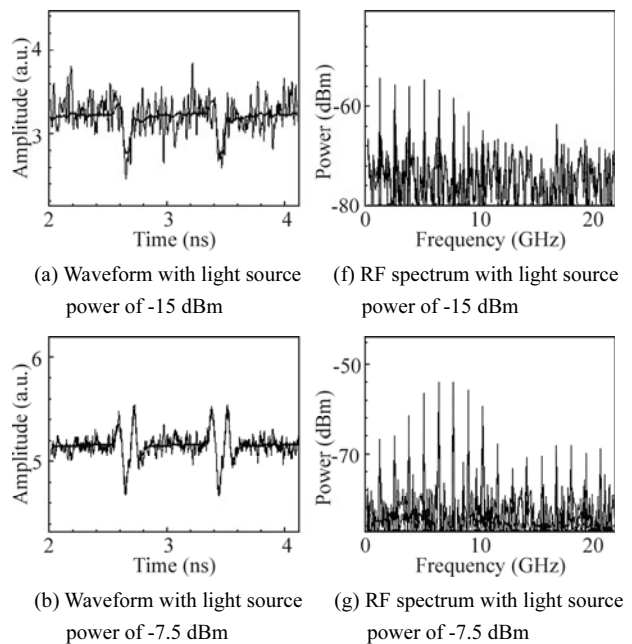 4
3
Amplitude (a.u.)
2 3 4
Time (ns)
-60
-80
Power (dBm)
0 10 20
Frequency (GHz)
(a) Waveform with light source
power of -15 dBm
(f) RF spectrum with light source
power of -15 dBm
6
5
Amplitude (a.u.)
2 3 4
Time (ns)
-50
-70
Power (dBm)
0 10 20
Frequency (GHz)
(b) Waveform with light source
power of -7.5 dBm
(g) RF spectrum with light source
power of -7.5 dBm